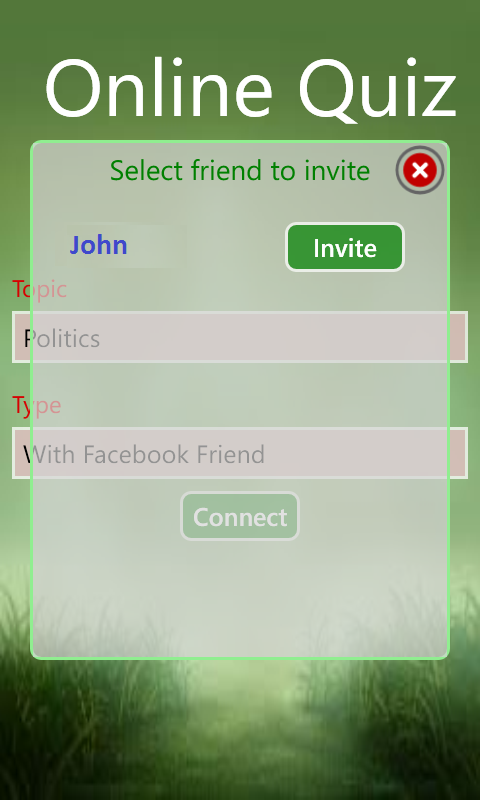 Online Quiz
Select friend to invite
John
Invite
Topic
Politics
Type
With Facebook Friend
Connect